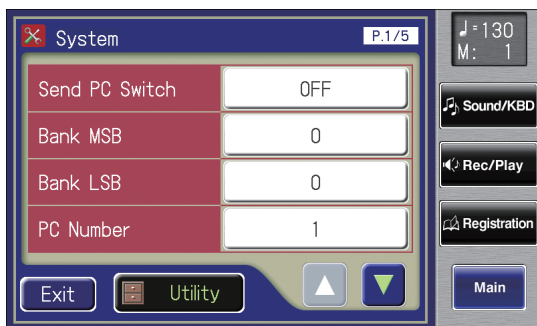 System
P.1/5
Send PC Switch OFF
Bank MSB 0
Bank LSB 0
PC Number 1
Exit
Utility
♩=130
M: 1
Sound/KBD
Rec/Play
Registration
Main